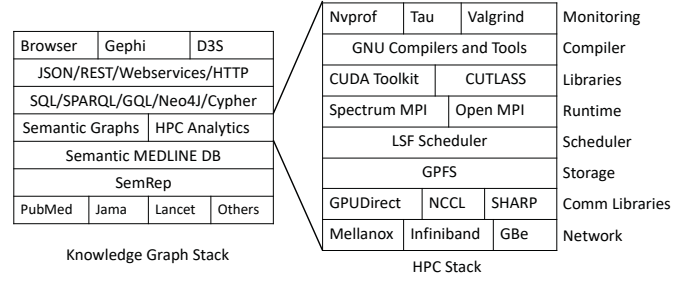 Browser Gephi D3S
JSON/REST/Webservices/HTTP
SQL/SPARQL/GQL/Neo4J/Cypher
Semantic Graphs HPC Analytics
Semantic MEDLINE DB
SemRep
PubMed Jama Lancet Others
Knowledge Graph Stack
Nvprof Tau Valgrind Monitoring
GNU Compilers and Tools Compiler
CUDA Toolkit CUTLASS Libraries
Spectrum MPI Open MPI Runtime
LSF Scheduler Scheduler
GPFS Storage
GPUDirect NCCL SHARP Comm Libraries
Mellanox Infiniband GBe Network
HPC Stack